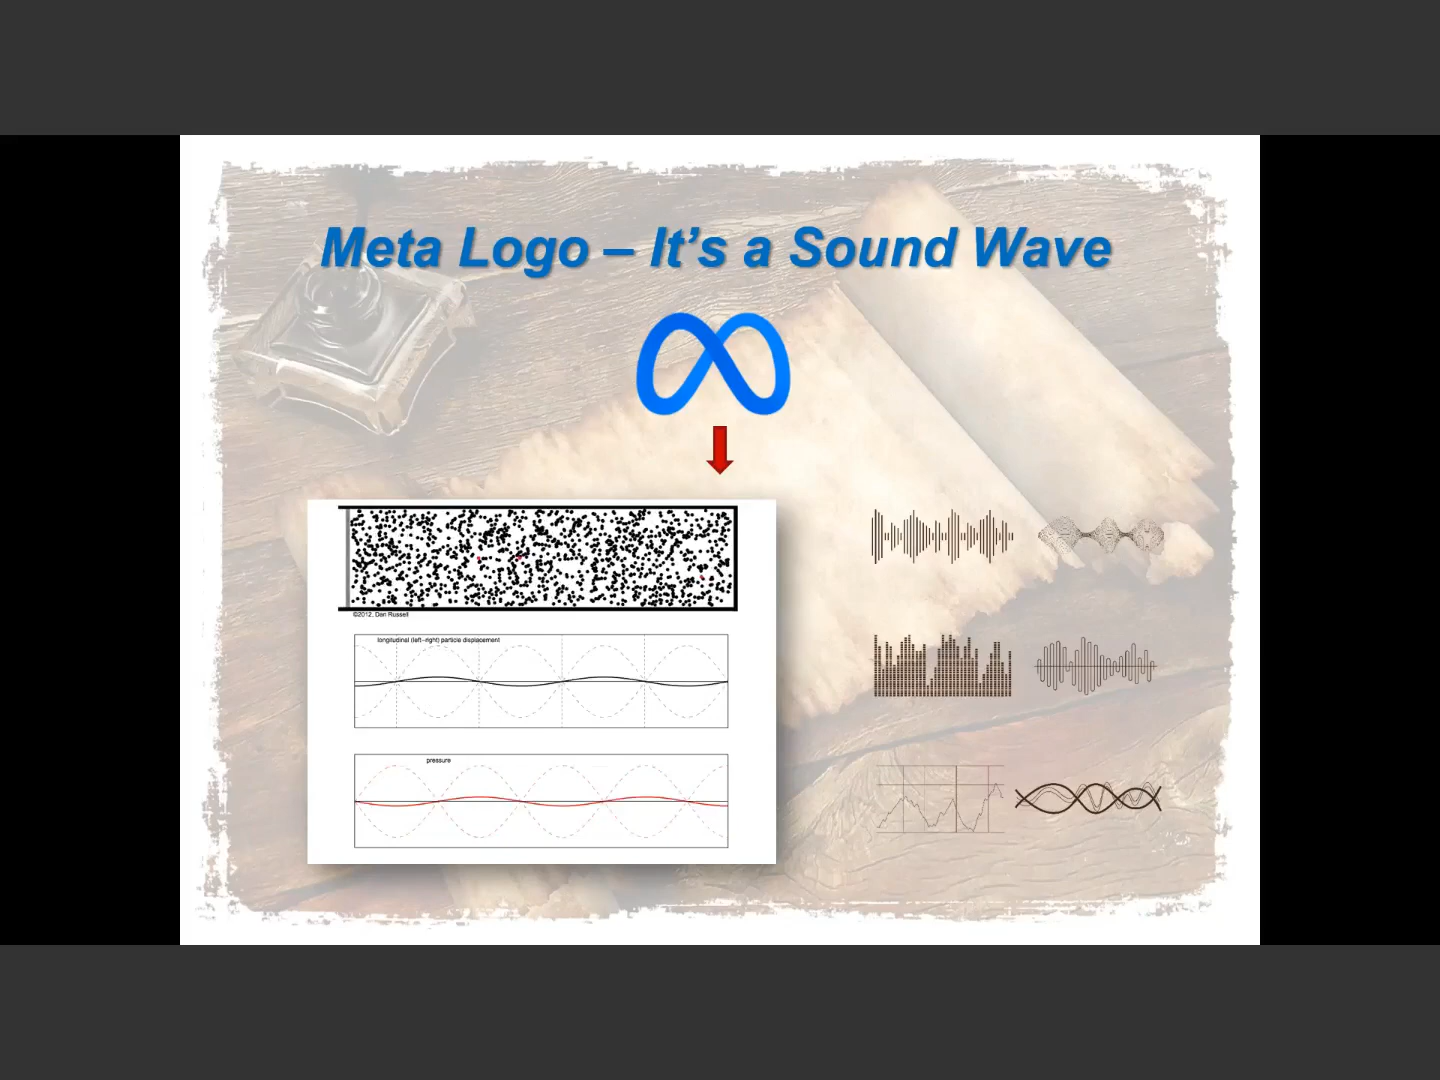 Meta Logo – It’s a Sound Wave
©2012, Dan Russell
longitudinal (left-right) particle displacement
pressure